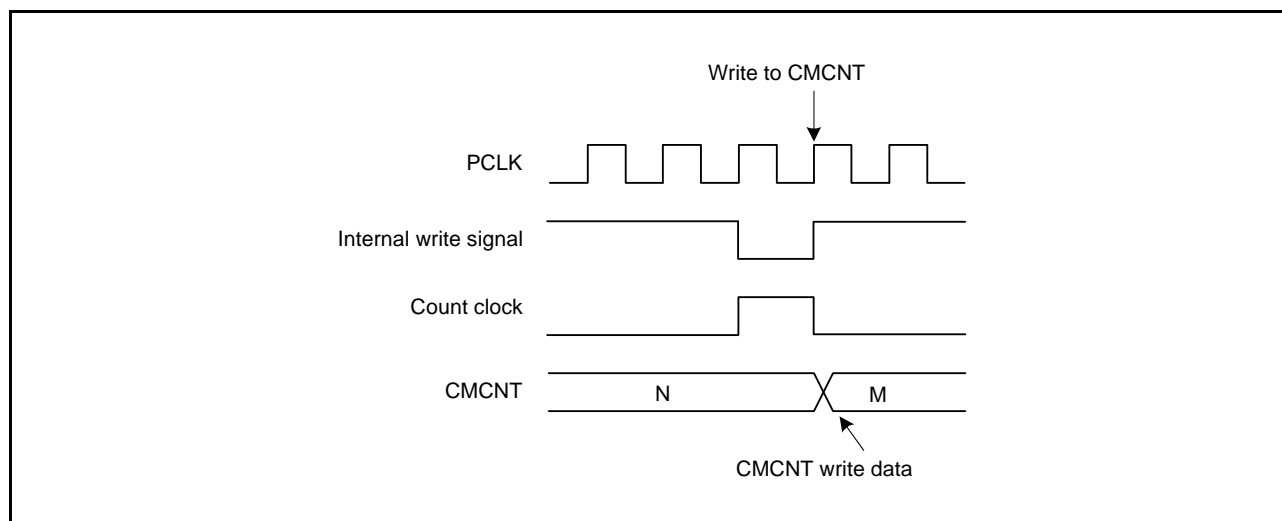 Write to CMCNT
PCLK
Internal write signal
Count clock
CMCNT
N
M
CMCNT write data